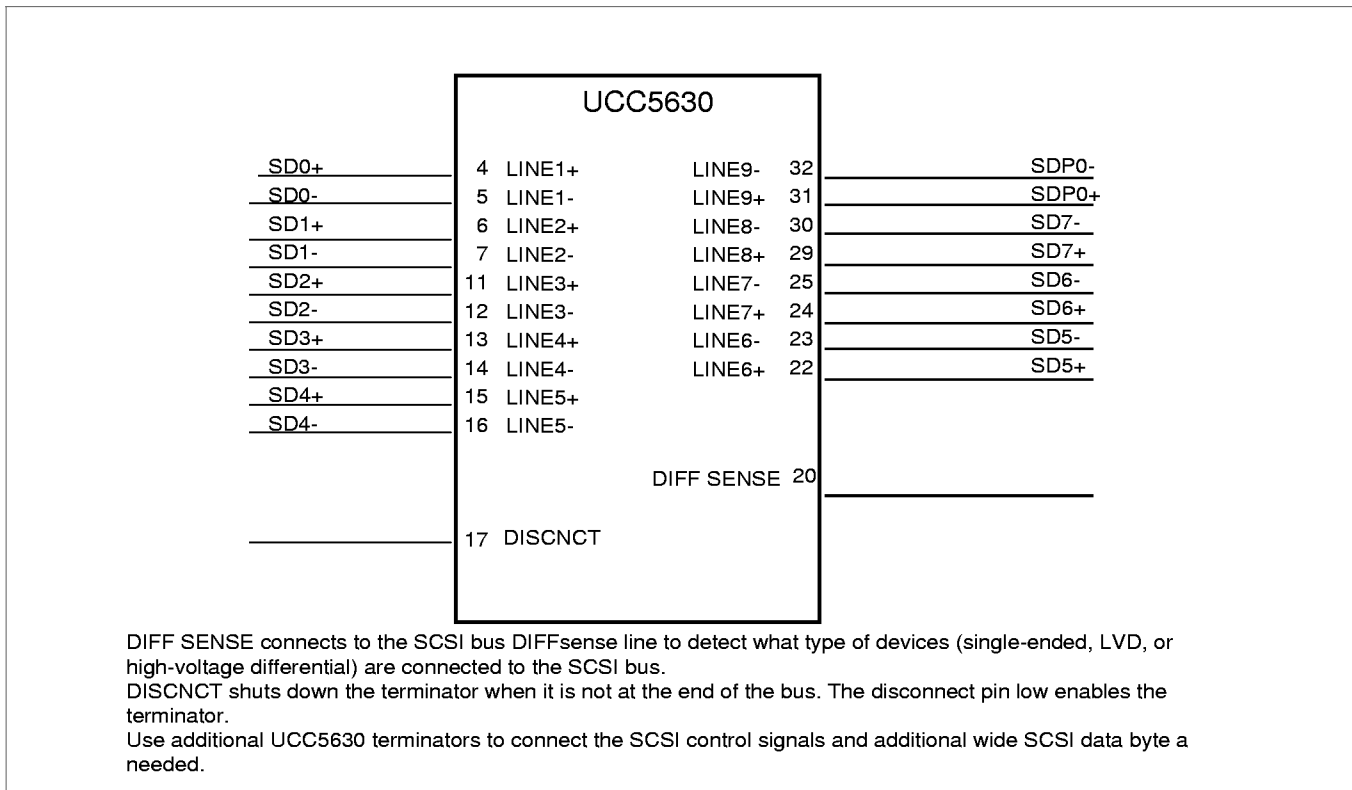 UCC5630
SD0+ 4 LINE1+ LINE9- 32 SDP0-
SD0- 5 LINE1- LINE9+ 31 SDP0+
SD1+ 6 LINE2+ LINE8- 30 SD7-
SD1- 7 LINE2- LINE8+ 29 SD7+
SD2+ 11 LINE3+ LINE7- 25 SD6-
SD2- 12 LINE3- LINE7+ 24 SD6+
SD3+ 13 LINE4+ LINE6- 23 SD5-
SD3- 14 LINE4- LINE6+ 22 SD5+
SD4+ 15 LINE5+
SD4- 16 LINE5-
DIFF SENSE 20
17 DISCNCT
DIFF SENSE connects to the SCSI bus DIFFsense line to detect what type of devices (single-ended, LVD, or
high-voltage differential) are connected to the SCSI bus.
DISCNCT shuts down the terminator when it is not at the end of the bus. The disconnect pin low enables the
terminator.
Use additional UCC5630 terminators to connect the SCSI control signals and additional wide SCSI data byte a
needed.